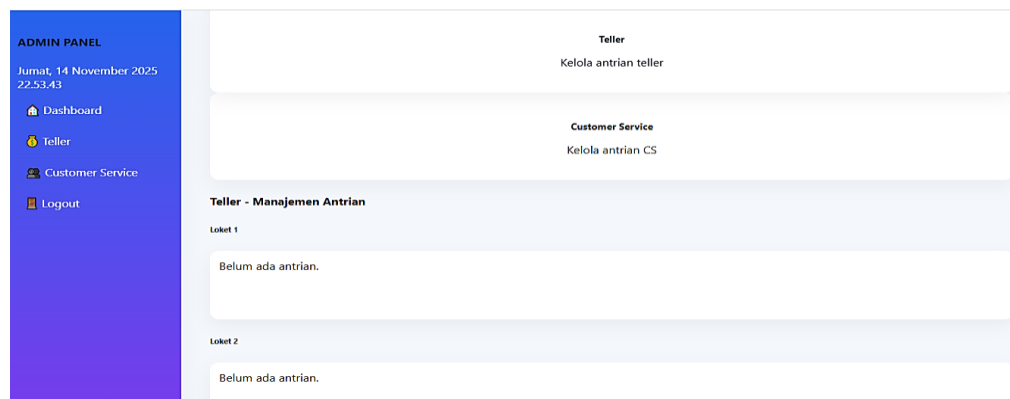 ADMIN PANEL
Jumat, 14 November 2025
22.53.43
Dashboard
Teller
Customer Service
Logout
Teller
Kelola antrian teller
Customer Service
Kelola antrian CS
Teller - Manajemen Antrian
Loket 1
Belum ada antrian.
Loket 2
Belum ada antrian.